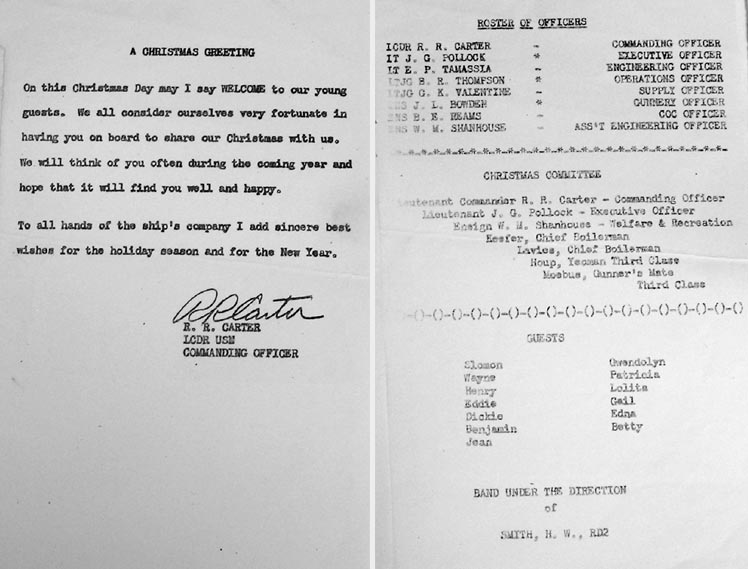 A CHRISTMAS GREETING
On this Christmas Day may I say WELCOME to our young
guests. We all consider ourselves very fortunate in
having you on board to share our Christmas with us.
We will think of you often during the coming year and
hope that it will find you well and happy.
To all hands of the ship's company I add sincere best
wishes for the holiday season and for the New Year.
R R Carter
R. R. CARTER
LCDR USN
COMMANDING OFFICER
ROSTER OF OFFICERS
LCDR R. R. CARTER - COMMANDING OFFICER
LT J. G. POLLOCK * EXECUTIVE OFFICER
LT E. P. TAMASSIA - ENGINEERING OFFICER
LTJG B. R. THOMPSON * OPERATIONS OFFICER
LTJG G. K. VALENTINE - SUPPLY OFFICER
ENS J. L. BOWDEN * GUNNERY OFFICER
ENS B. E. REAMS - COC OFFICER
ENS W. M. SHANHOUSE - ASS'T ENGINEERING OFFICER
CHRISTMAS COMMITTEE
Lieutenant Commander R. R. Carter - Commanding Officer
Lieutenant J. G. Pollock - Executive Officer
Ensign W. M. Shanhouse - Welfare & Recreation
Keefer, Chief Boilerman
Lavies, Chief Boilerman
Houp, Yeoman Third Class
Moebus, Gunner's Mate
Third Class
-()-()-()-()-()-()-()-()-()-()-()-()-()-()-()-()
GUESTS
Slomon Gwendolyn
Wayne Patricia
Henry Lolita
Eddie Gail
Dickie Edna
Benjamin Betty
Jean
BAND UNDER THE DIRECTION
of
SMITH, H. W., RD2